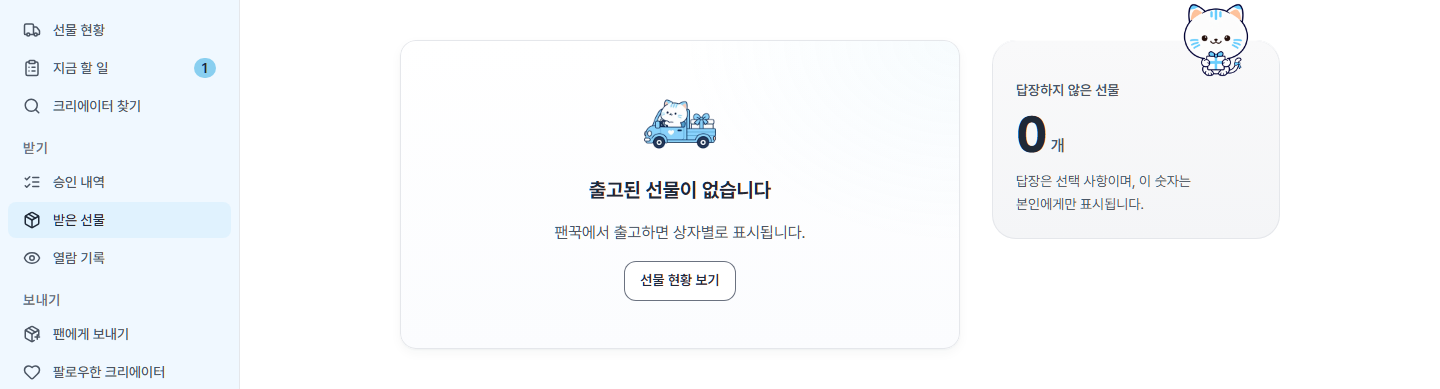 선물 현황
지금 할 일
1
크리에이터 찾기
받기
승인 내역
받은 선물
열람 기록
보내기
팬에게 보내기
팔로우한 크리에이터
출고된 선물이 없습니다
팬꾹에서 출고하면 상자별로 표시됩니다.
선물 현황 보기
답장하지 않은 선물
0 개
답장은 선택 사항이며, 이 숫자는
본인에게만 표시됩니다.